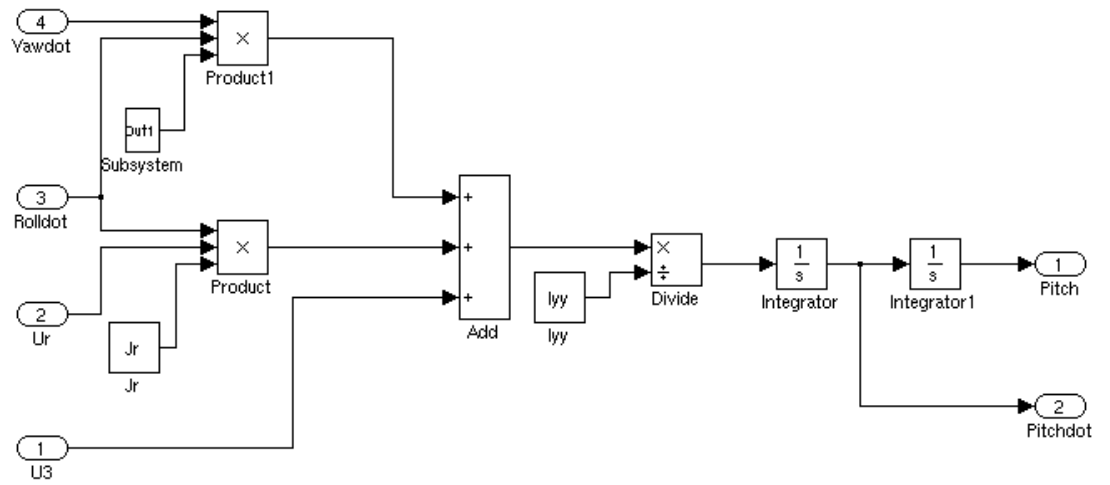 4
Yawdot
×
Product1
Out1
Subsystem
3
Rolldot
×
Product
2
Ur
Jr
Jr
1
U3
+
+
+
Add
Iyy
Iyy
×
÷
Divide
1
s
Integrator
1
s
Integrator1
1
Pitch
2
Pitchdot